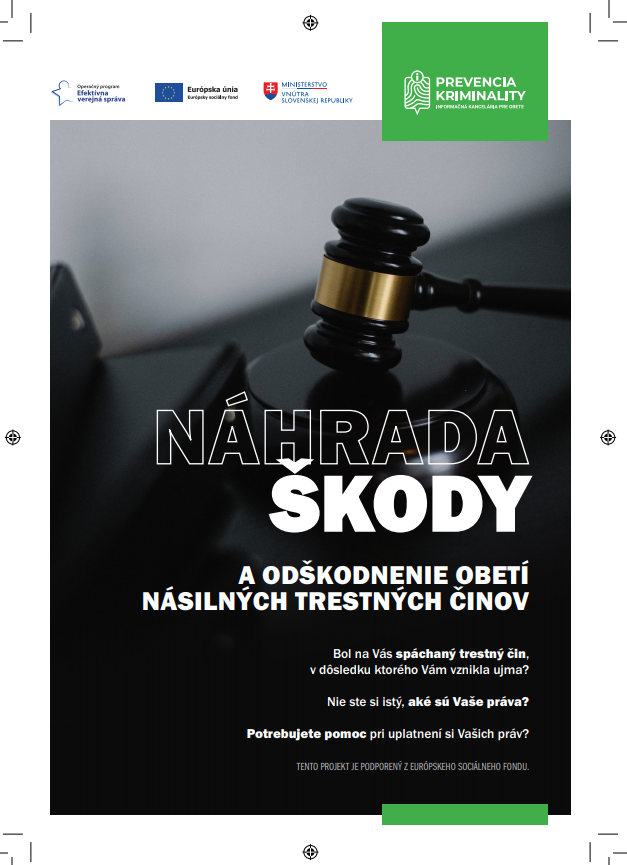 Operačný program
Efektívna
verejná správa
Európska únia
Európsky sociálny fond
MINISTERSTVO
VNÚTRA
SLOVENSKEJ REPUBLIKY
PREVENCIA
KRIMINALITY
INFORMAČNÁ KANCELÁRIA PRE OBETE
NÁHRADA
ŠKODY
A ODŠKODNENIE OBETÍ
NÁSILNÝCH TRESTNÝCH ČINOV
Bol na Vás spáchaný trestný čin,
v dôsledku ktorého Vám vznikla ujma?
Nie ste si istý, aké sú Vaše práva?
Potrebujete pomoc pri uplatnení si Vašich práv?
TENTO PROJEKT JE PODPORENÝ Z EURÓPSKEHO SOCIÁLNEHO FONDU.